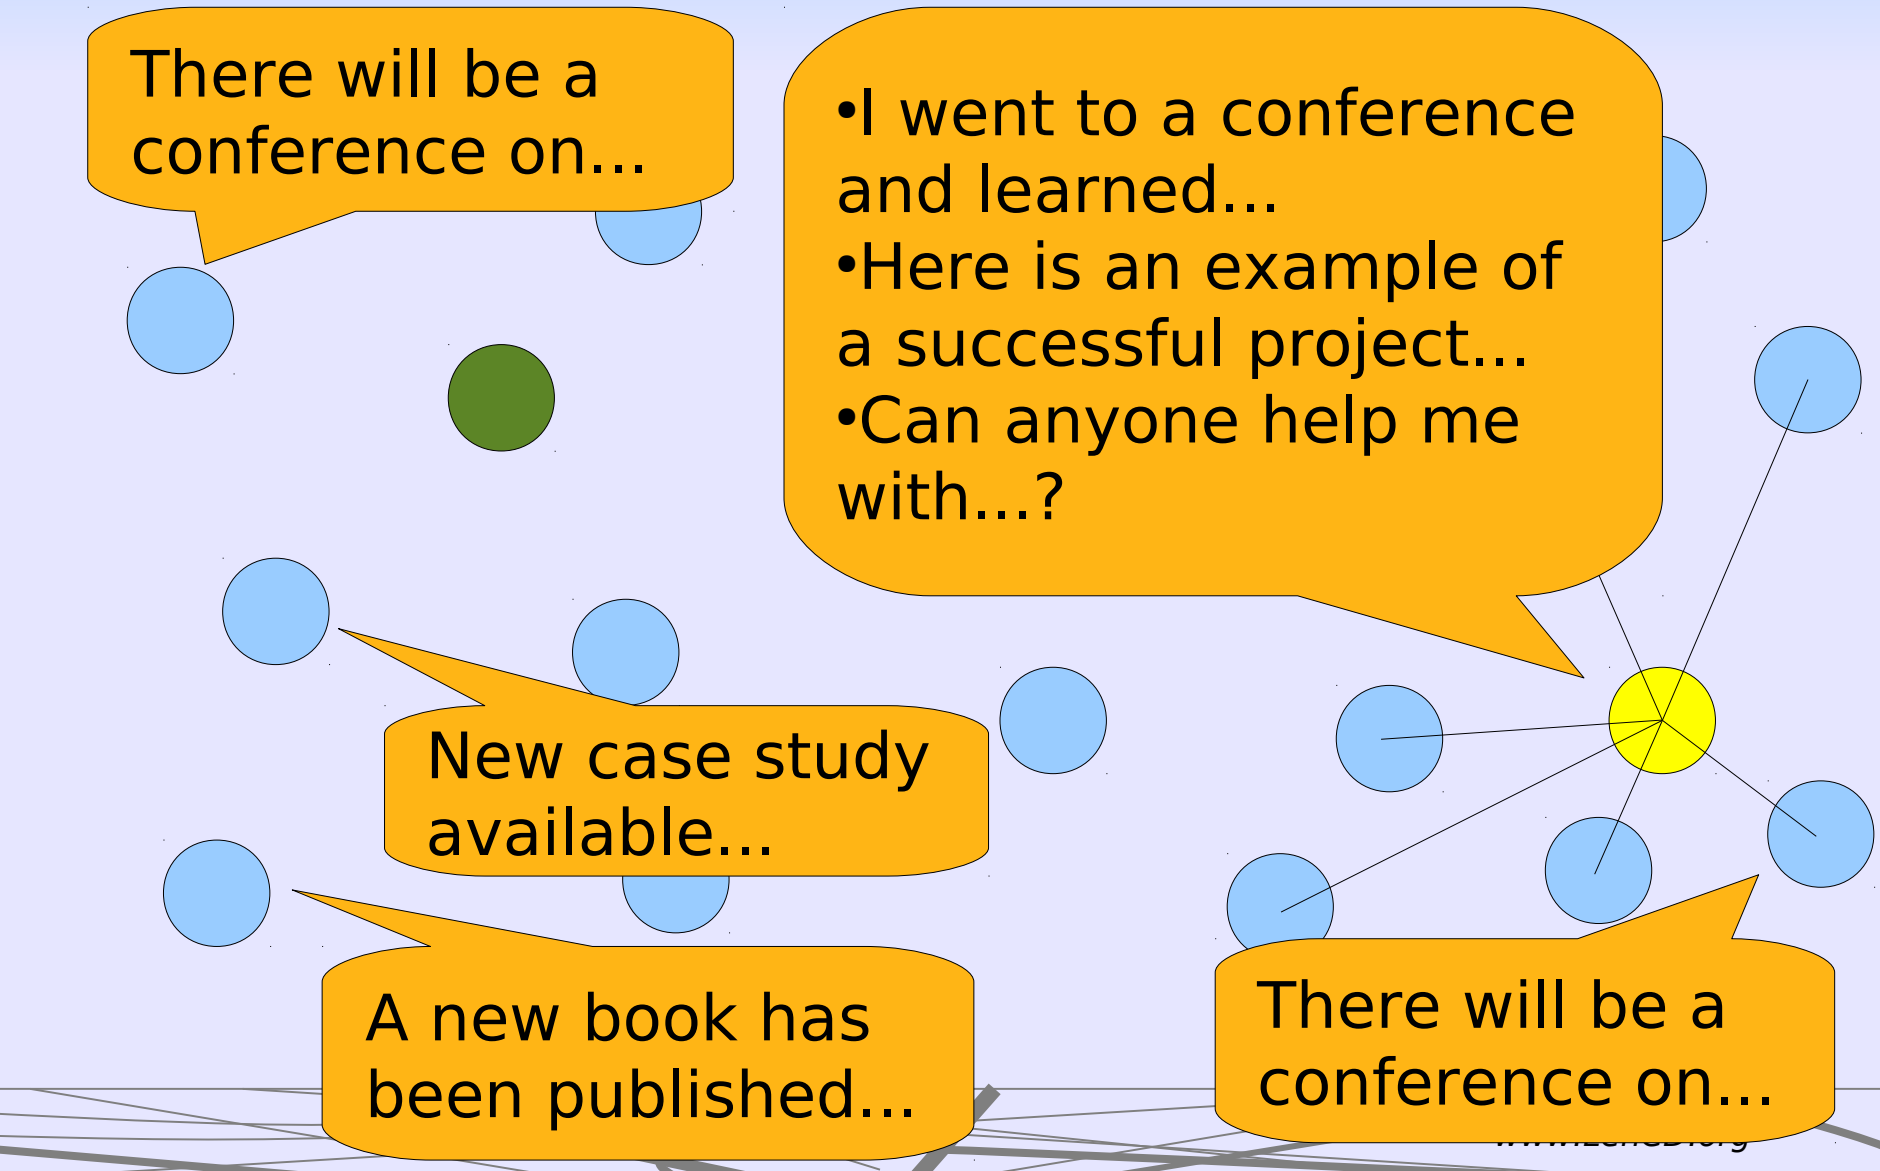 There will be a
conference on...
•I went to a conference
and learned...
•Here is an example of
a successful project...
•Can anyone help me
with...?
New case study
available...
A new book has
been published...
There will be a
conference on...